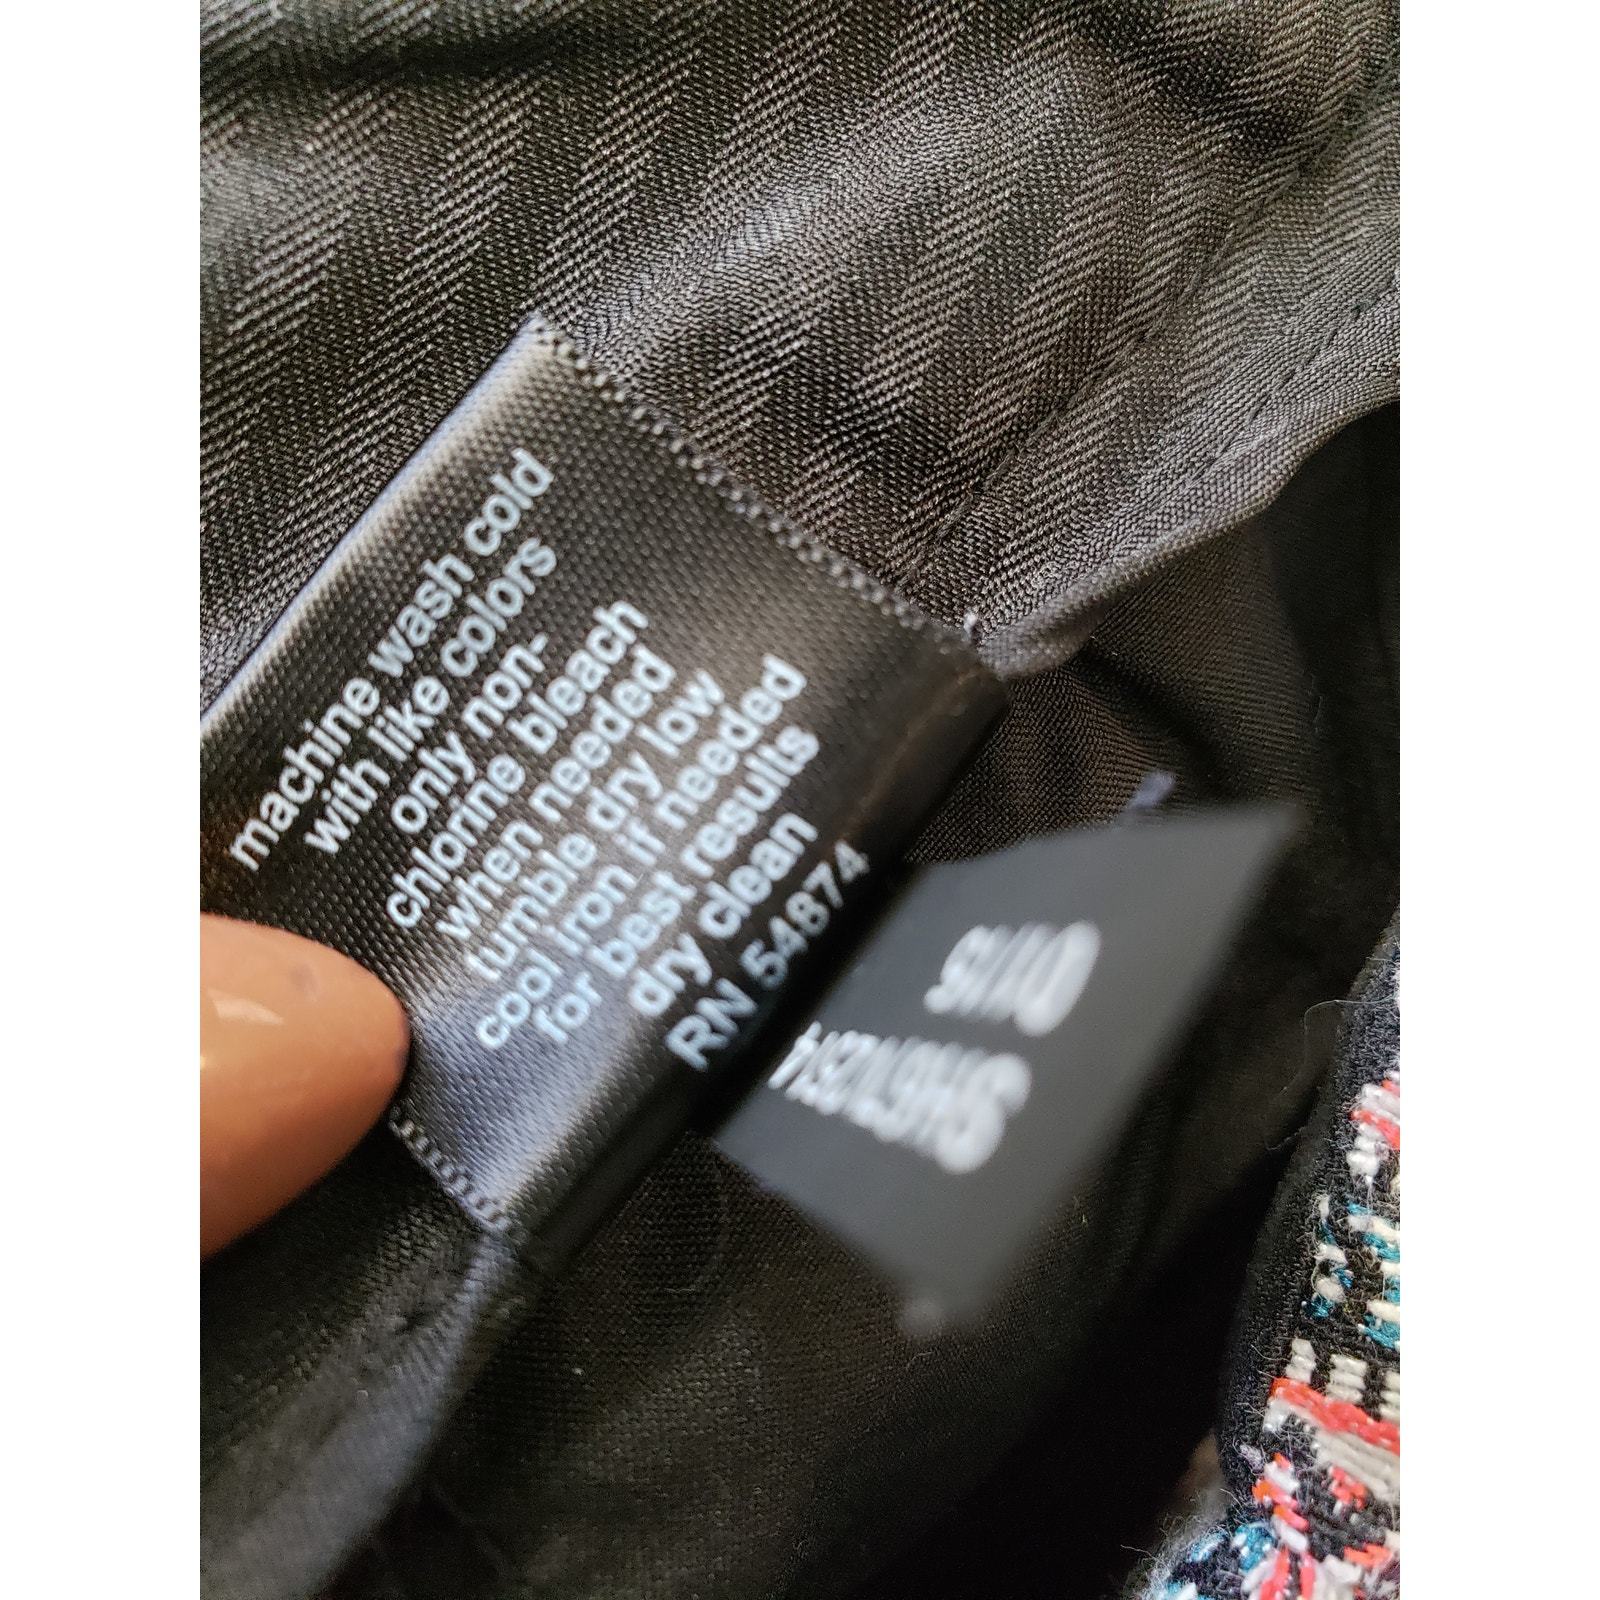 machine wash cold
with like colors
only non-
chlorine bleach
when needed
tumble dry low
cool iron if needed
for best results
dry clean
RN 54874